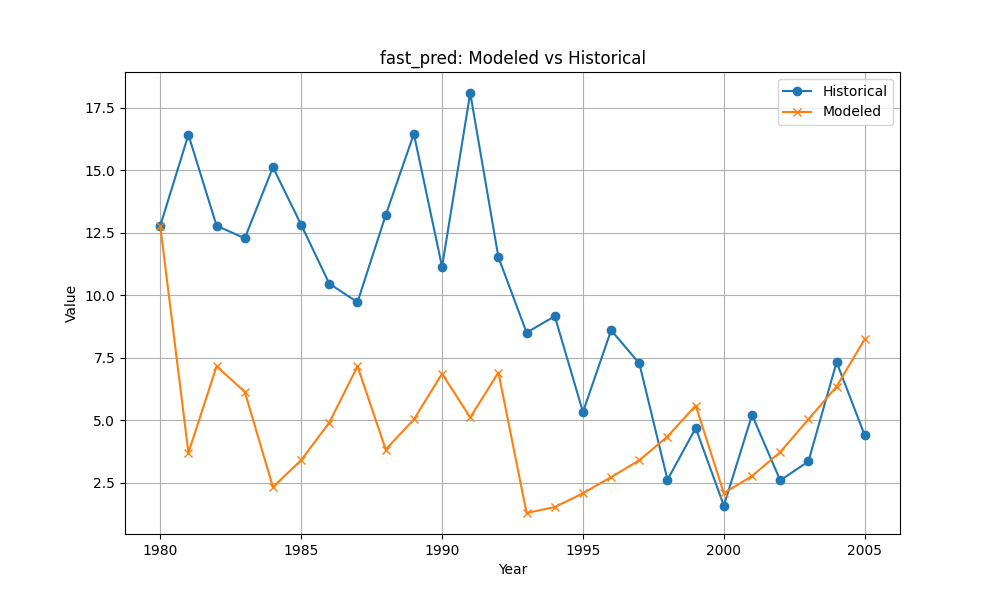 fast_pred: Modeled vs Historical
Historical
Modeled
17.5
15.0
12.5
10.0
7.5
5.0
2.5
Value
1980
1985
1990
1995
2000
2005
Year